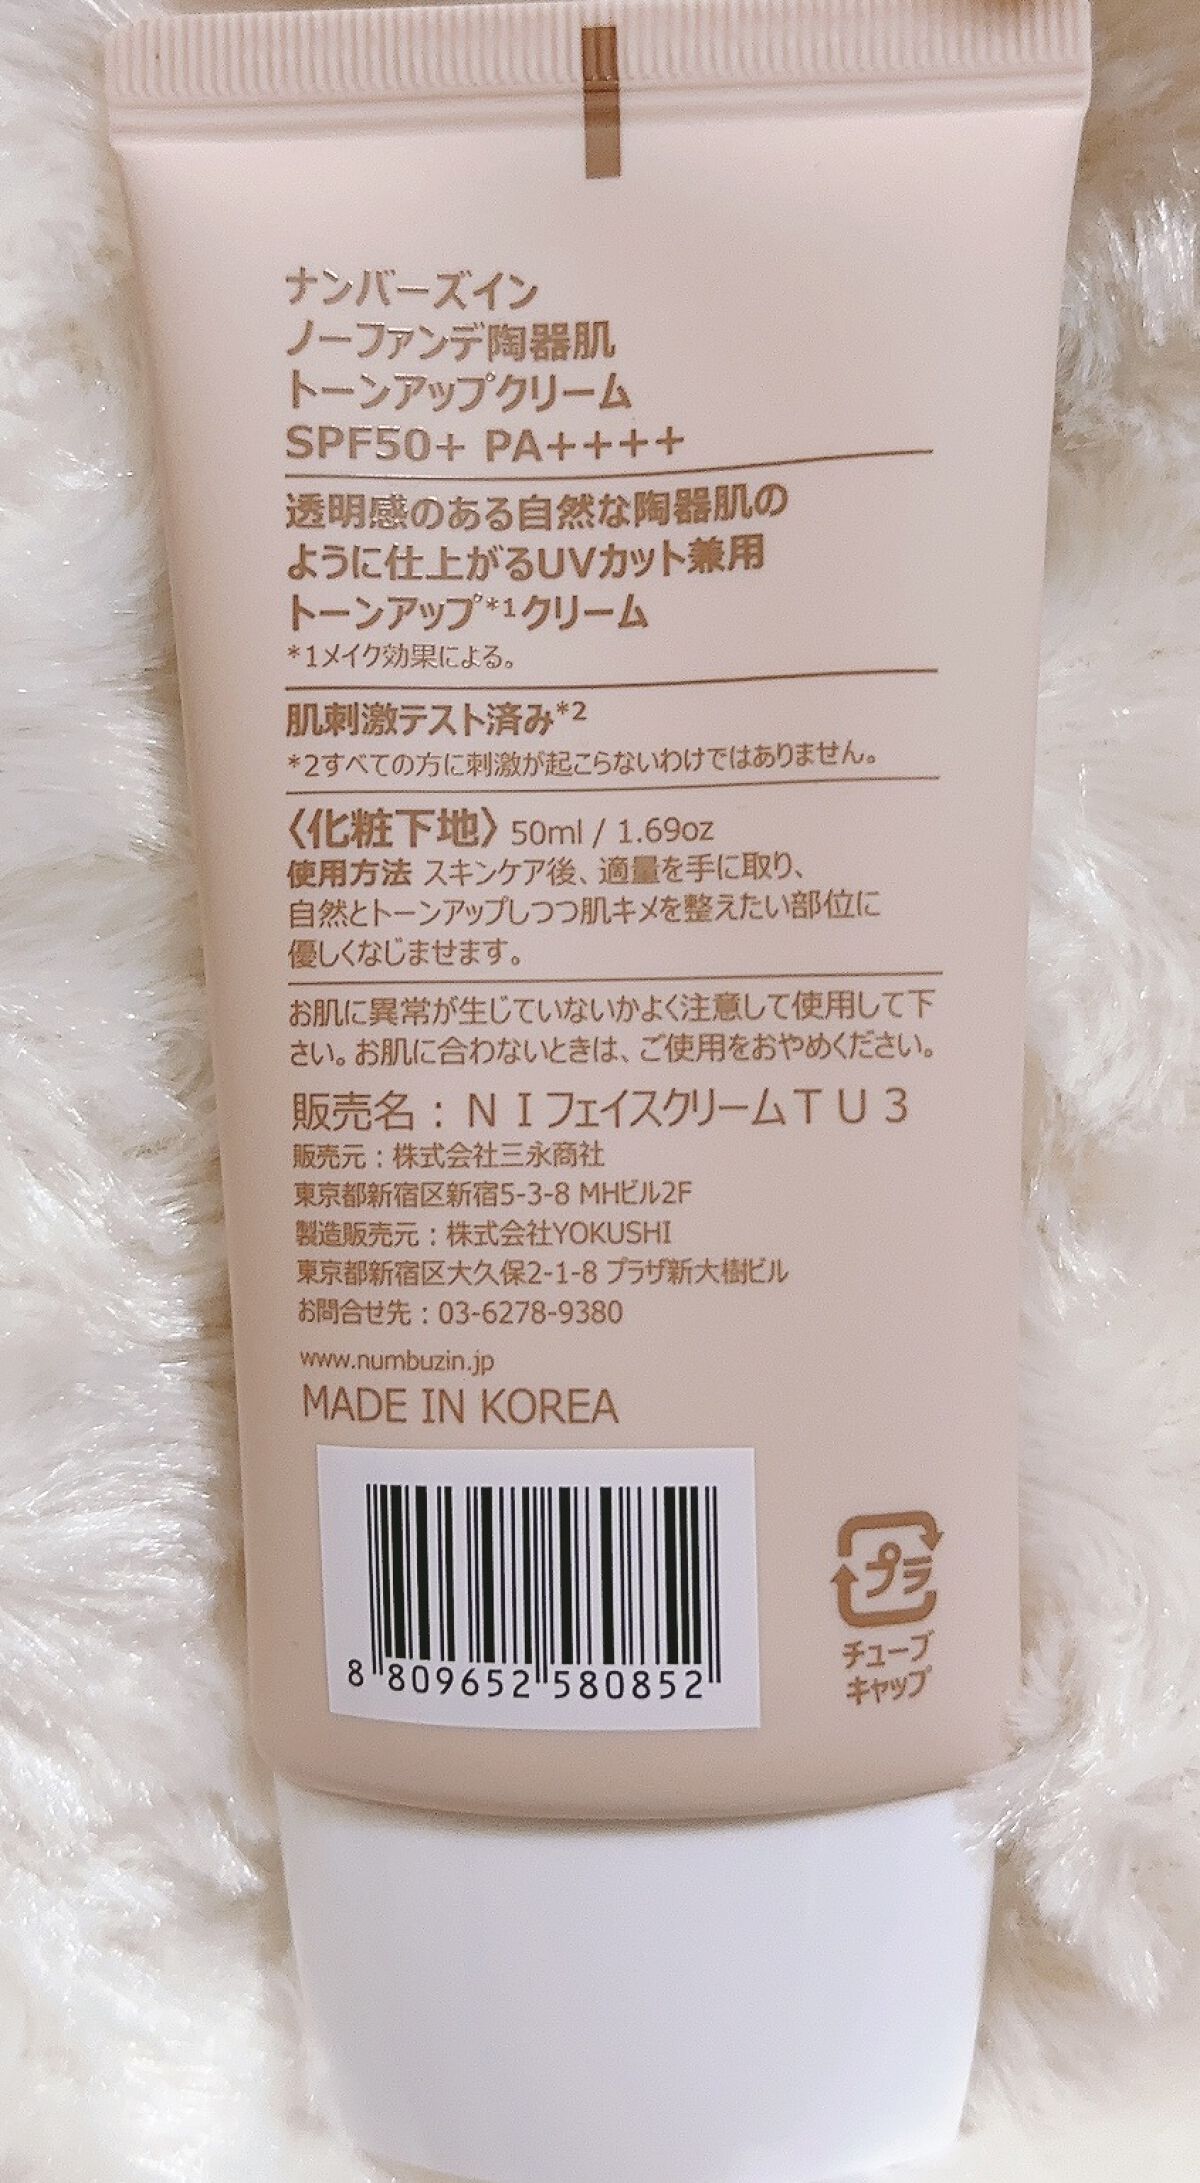 ナンバーズイン
ノーファンデ陶器肌
トーンアップクリーム
SPF50+ PA++++
透明感のある自然な陶器肌の
ように仕上がるUVカット兼用
トーンアップ*1クリーム
*1メイク効果による。
肌刺激テスト済み*2
*2すべての方に刺激が起こらないわけではありません。
〈化粧下地〉 50ml / 1.69oz
使用方法 スキンケア後、適量を手に取り、
自然とトーンアップしつつ肌キメを整えたい部位に
優しくなじませます。
お肌に異常が生じていないかよく注意して使用して下
さい。お肌に合わないときは、ご使用をおやめください。
販売名：ＮＩフェイスクリームＴＵ３
販売元：株式会社三永商社
東京都新宿区新宿5-3-8 MHビル2F
製造販売元：株式会社YOKUSHI
東京都新宿区大久保2-1-8 プラザ新大樹ビル
お問合せ先：03-6278-9380
www.numbuzin.jp
MADE IN KOREA
8 809652 580852
プラ
チューブ
キャップ